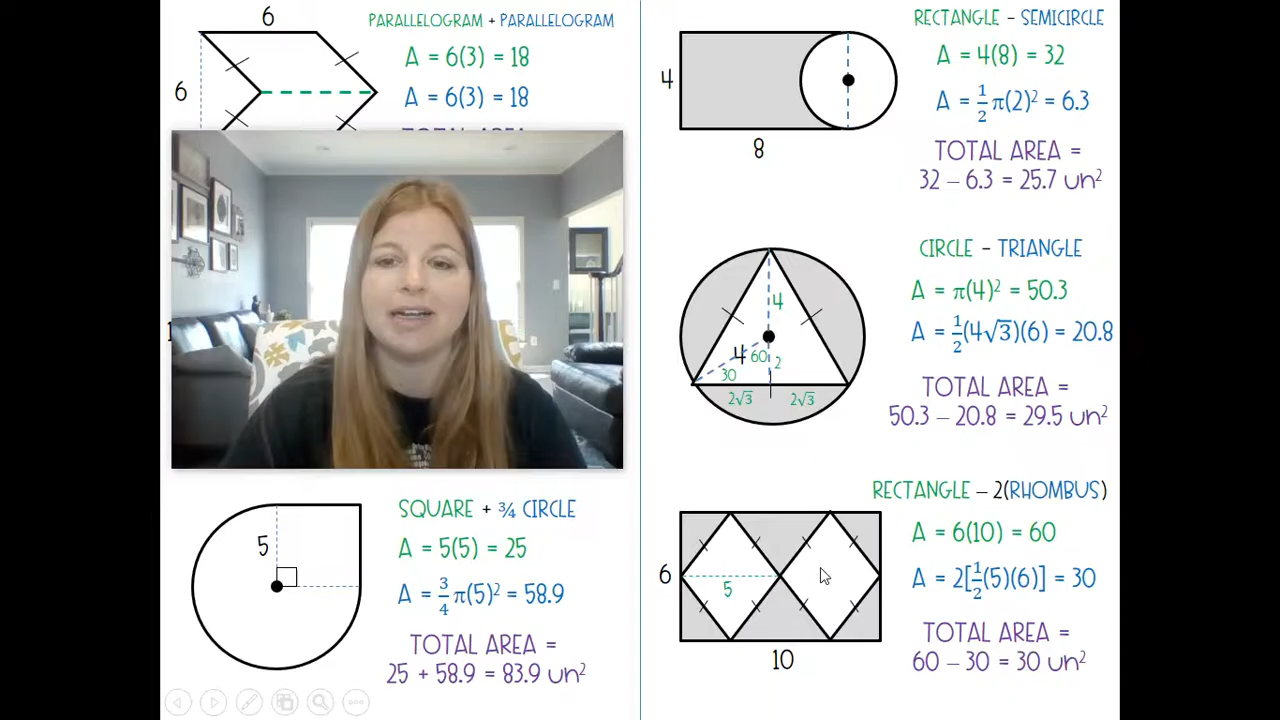 6
6
PARALLELOGRAM + PARALLELOGRAM
A = 6(3) = 18
A = 6(3) = 18
TOTAL AREA
1
5
SQUARE + ¾ CIRCLE
A = 5(5) = 25
A = 3/4 π(5)² = 58.9
TOTAL AREA =
25 + 58.9 = 83.9 un²
4
8
RECTANGLE – SEMICIRCLE
A = 4(8) = 32
A = 1/2 π(2)² = 6.3
TOTAL AREA =
32 – 6.3 = 25.7 un²
4
4
60
2
30
2√3 2√3
CIRCLE – TRIANGLE
A = π(4)² = 50.3
A = 1/2 (4√3)(6) = 20.8
TOTAL AREA =
50.3 – 20.8 = 29.5 un²
6
5
10
RECTANGLE – 2(RHOMBUS)
A = 6(10) = 60
A = 2[1/2 (5)(6)] = 30
TOTAL AREA =
60 – 30 = 30 un²